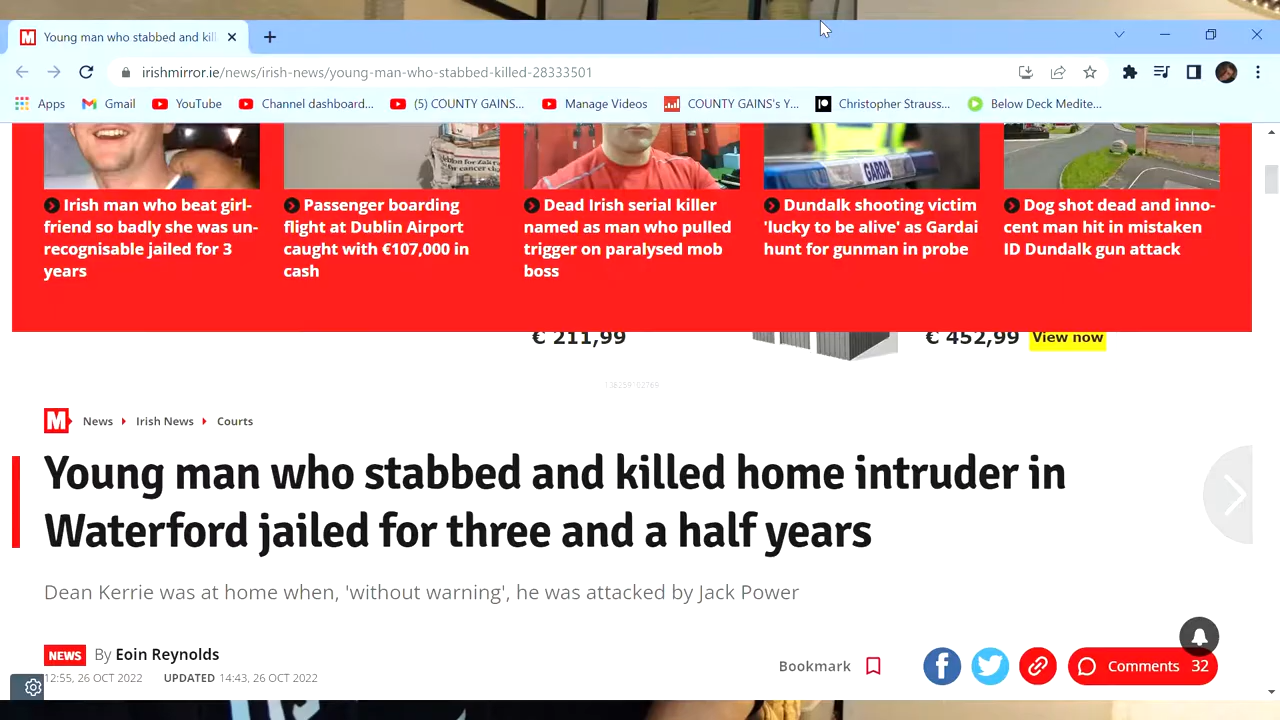 Young man who stabbed and kil
irishmirror.ie/news/irish-news/young-man-who-stabbed-killed-28333501
Apps
Gmail
YouTube
Channel dashboard...
(5) COUNTY GAINS...
Manage Videos
COUNTY GAINS's Y...
Christopher Strauss...
Below Deck Medite...
GARDA
Irish man who beat girl-
friend so badly she was un-
recognisable jailed for 3
years
Passenger boarding
flight at Dublin Airport
caught with €107,000 in
cash
Dead Irish serial killer
named as man who pulled
trigger on paralysed mob
boss
Dundalk shooting victim
'lucky to be alive' as Gardai
hunt for gunman in probe
Dog shot dead and inno-
cent man hit in mistaken
ID Dundalk gun attack
€ 211,99
€ 452,99
View now
M
News
Irish News
Courts
Young man who stabbed and killed home intruder in
Waterford jailed for three and a half years
Dean Kerrie was at home when, 'without warning', he was attacked by Jack Power
NEWS By Eoin Reynolds
12:55, 26 OCT 2022 UPDATED 14:43, 26 OCT 2022
Bookmark
Comments 32